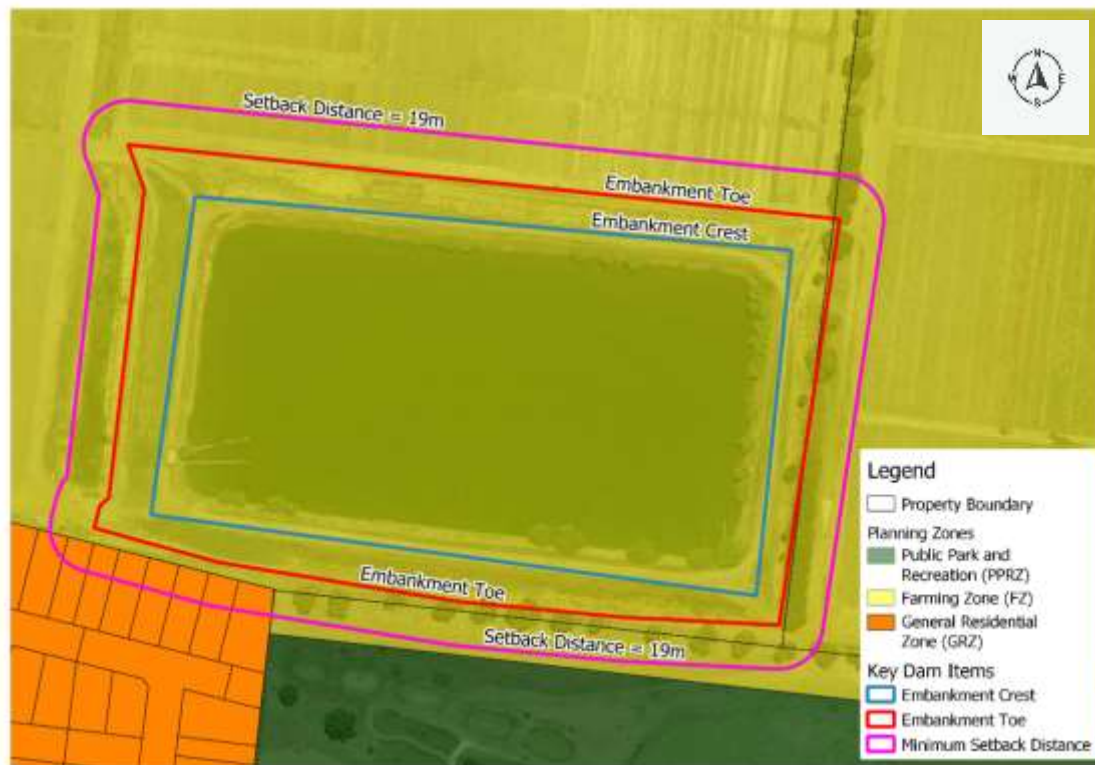 N
W E
S
Setback Distance = 19m
Embankment Toe
Embankment Crest
Embankment Toe
Setback Distance = 19m
Legend
Property Boundary
Planning Zones
Public Park and
Recreation (PPRZ)
Farming Zone (FZ)
General Residential
Zone (GRZ)
Key Dam Items
Embankment Crest
Embankment Toe
Minimum Setback Distance